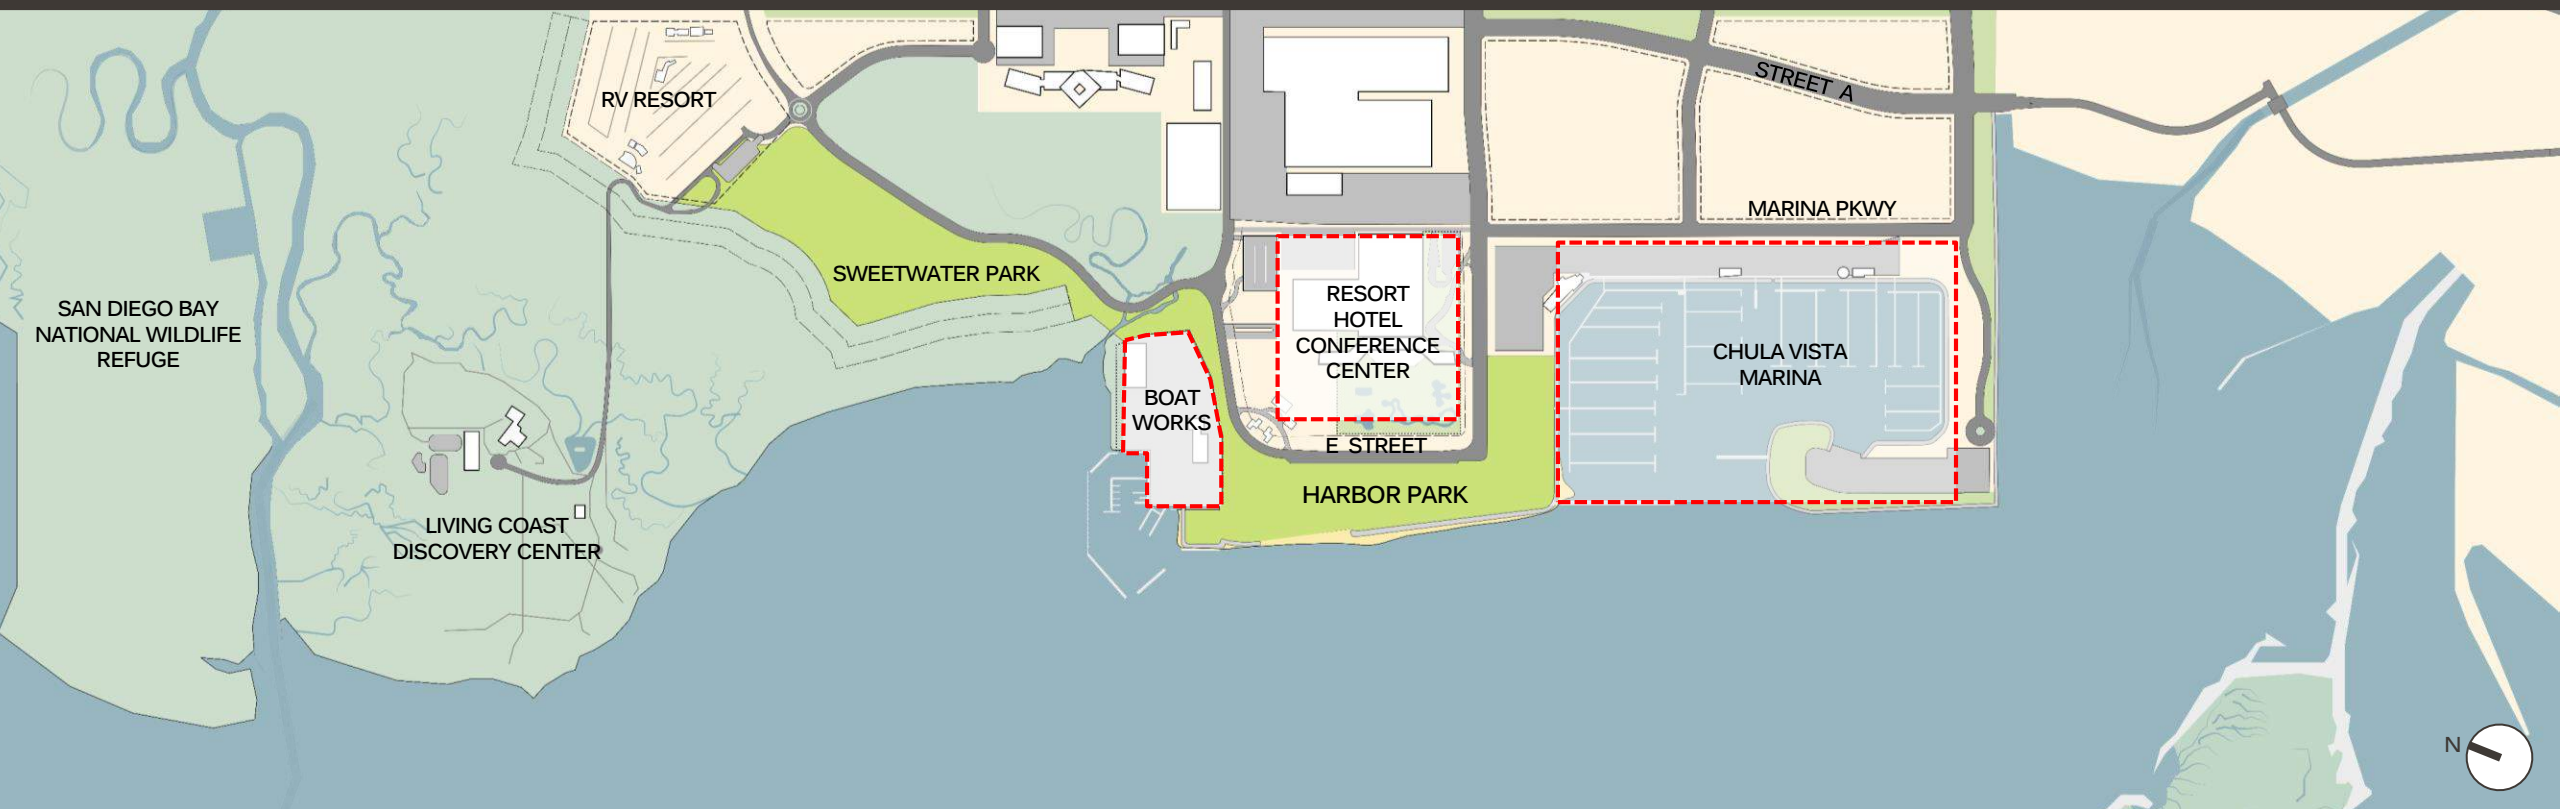 RV RESORT
STREET A
MARINA PKWY
SWEETWATER PARK
SAN DIEGO BAY
NATIONAL WILDLIFE
REFUGE
RESORT
HOTEL
CONFERENCE
CENTER
CHULA VISTA
MARINA
BOAT
WORKS
E STREET
HARBOR PARK
LIVING COAST
DISCOVERY CENTER
N